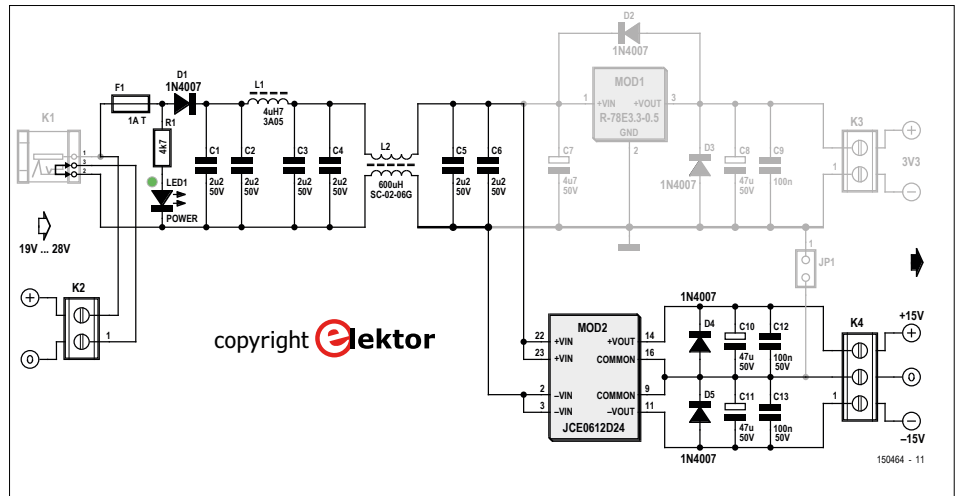 D2
1N4007
MOD1
1
+VIN
+VOUT
3
R-78E3.3-0.5
GND
2
C7
4u7
50V
D3
1N4007
C8
47u
50V
C9
100n
K3
+
1
3V3
−
K1
1
3
2
F1
1A T
D1
1N4007
R1
4k7
LED1
POWER
L1
4uH7
3A05
C1
2u2
50V
C2
2u2
50V
C3
2u2
50V
C4
2u2
50V
L2
600uH
SC-02-06G
C5
2u2
50V
C6
2u2
50V
19V ... 28V
K2
+
1
0
copyright elektor
1
JP1
MOD2
22
+VIN
23
+VIN
2
−VIN
3
−VIN
+VOUT
14
COMMON
16
COMMON
9
−VOUT
11
JCE0612D24
1N4007
D4
C10
47u
50V
C12
100n
50V
D5
1N4007
C11
47u
50V
C13
100n
50V
K4
1
+15V
+
0
−
−15V
150464 - 11